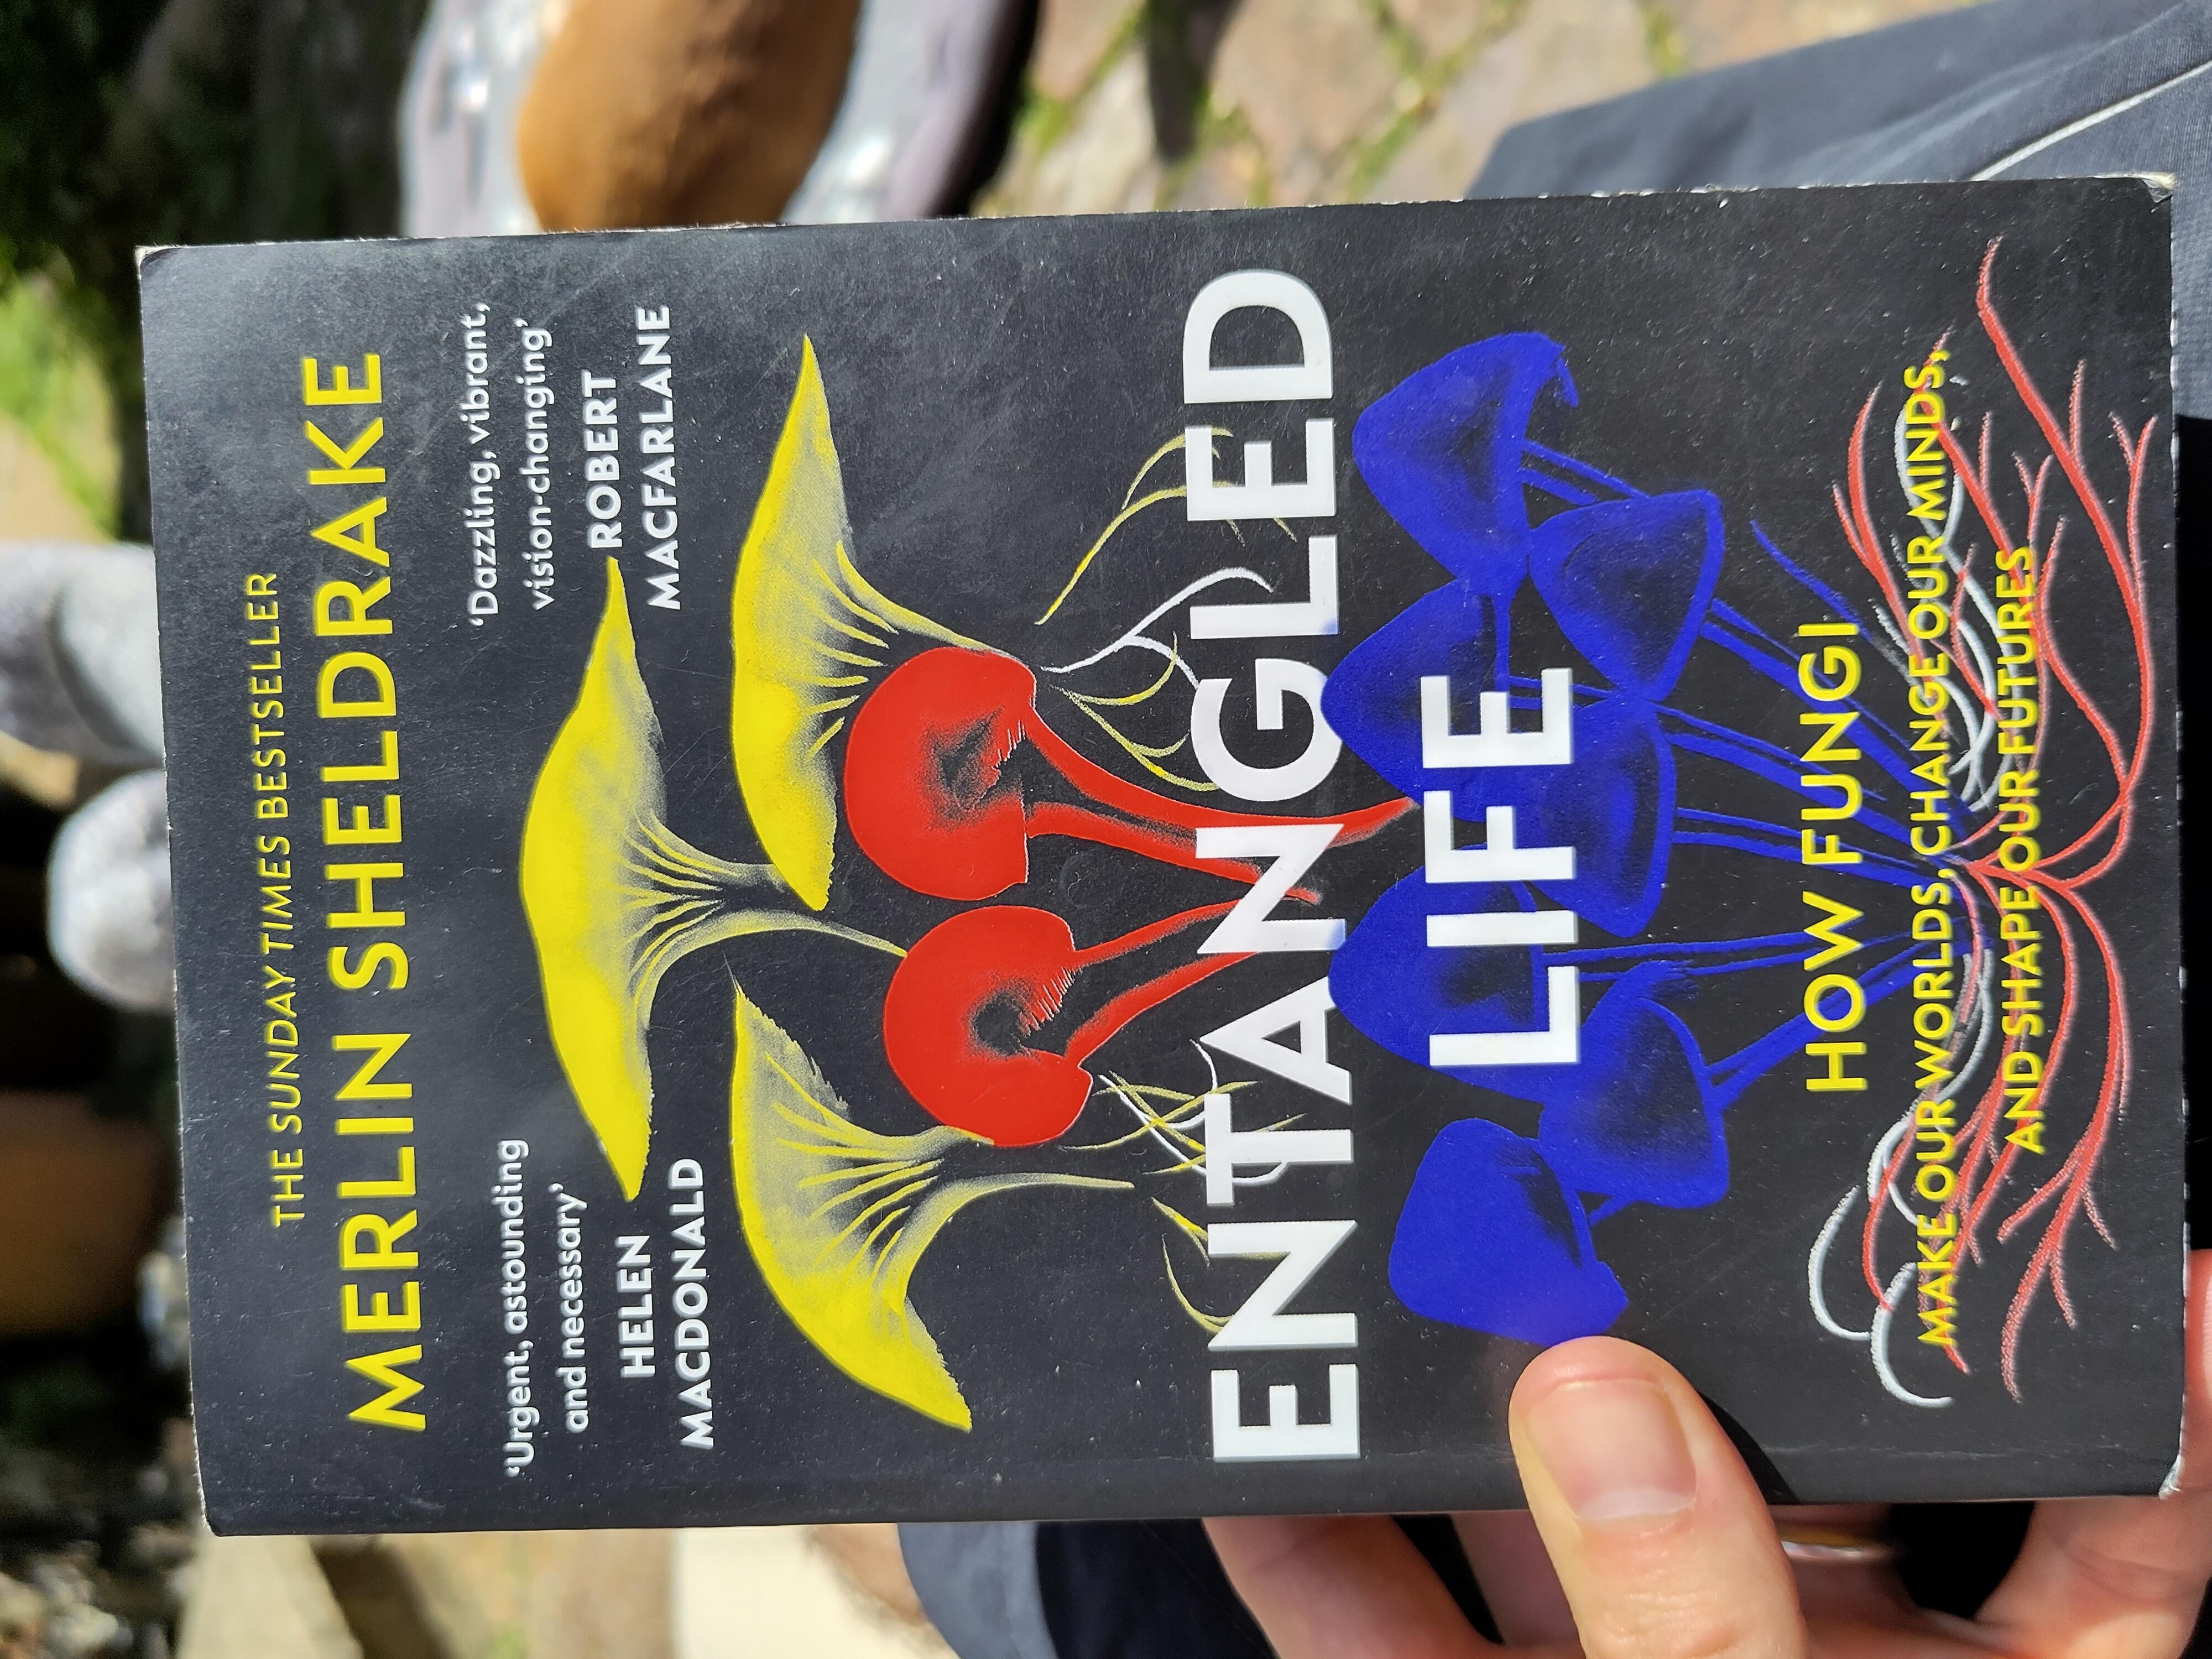 THE SUNDAY TIMES BESTSELLER
MERLIN SHELDRAKE
‘Urgent, astounding
and necessary’
HELEN
MACDONALD
‘Dazzling, vibrant,
vision-changing’
ROBERT
MACFARLANE
ENTANGLED
LIFE
HOW FUNGI
MAKE OUR WORLDS, CHANGE OUR MINDS,
AND SHAPE OUR FUTURES